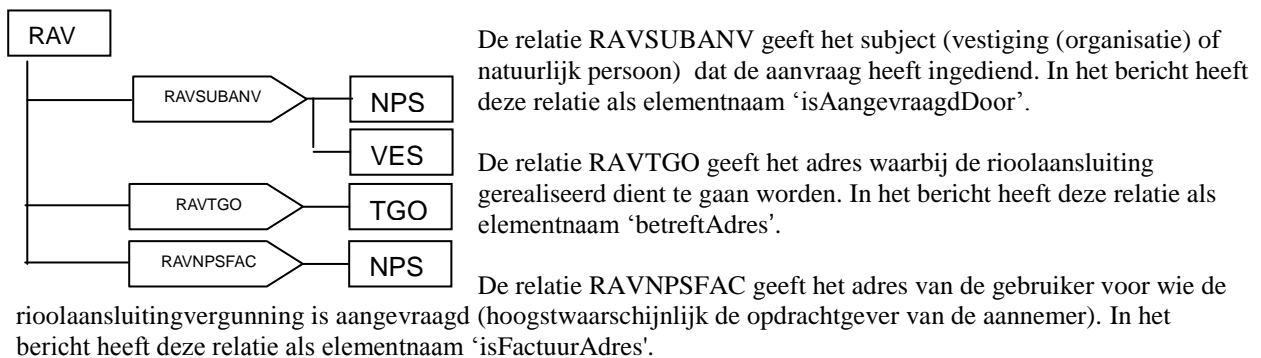 RAV
RAVSUBANV
NPS
VES
RAVTGO
TGO
RAVNPSFAC
NPS
De relatie RAVSUBANV geeft het subject (vestiging (organisatie) of
natuurlijk persoon)  dat de aanvraag heeft ingediend. In het bericht heeft
deze relatie als elementnaam ‘isAangevraagdDoor’.
De relatie RAVTGO geeft het adres waarbij de rioolaansluiting
gerealiseerd dient te gaan worden. In het bericht heeft deze relatie als
elementnaam ‘betreftAdres’.
De relatie RAVNPSFAC geeft het adres van de gebruiker voor wie de
rioolaansluitingvergunning is aangevraagd (hoogstwaarschijnlijk de opdrachtgever van de aannemer). In het
bericht heeft deze relatie als elementnaam ‘isFactuurAdres'.